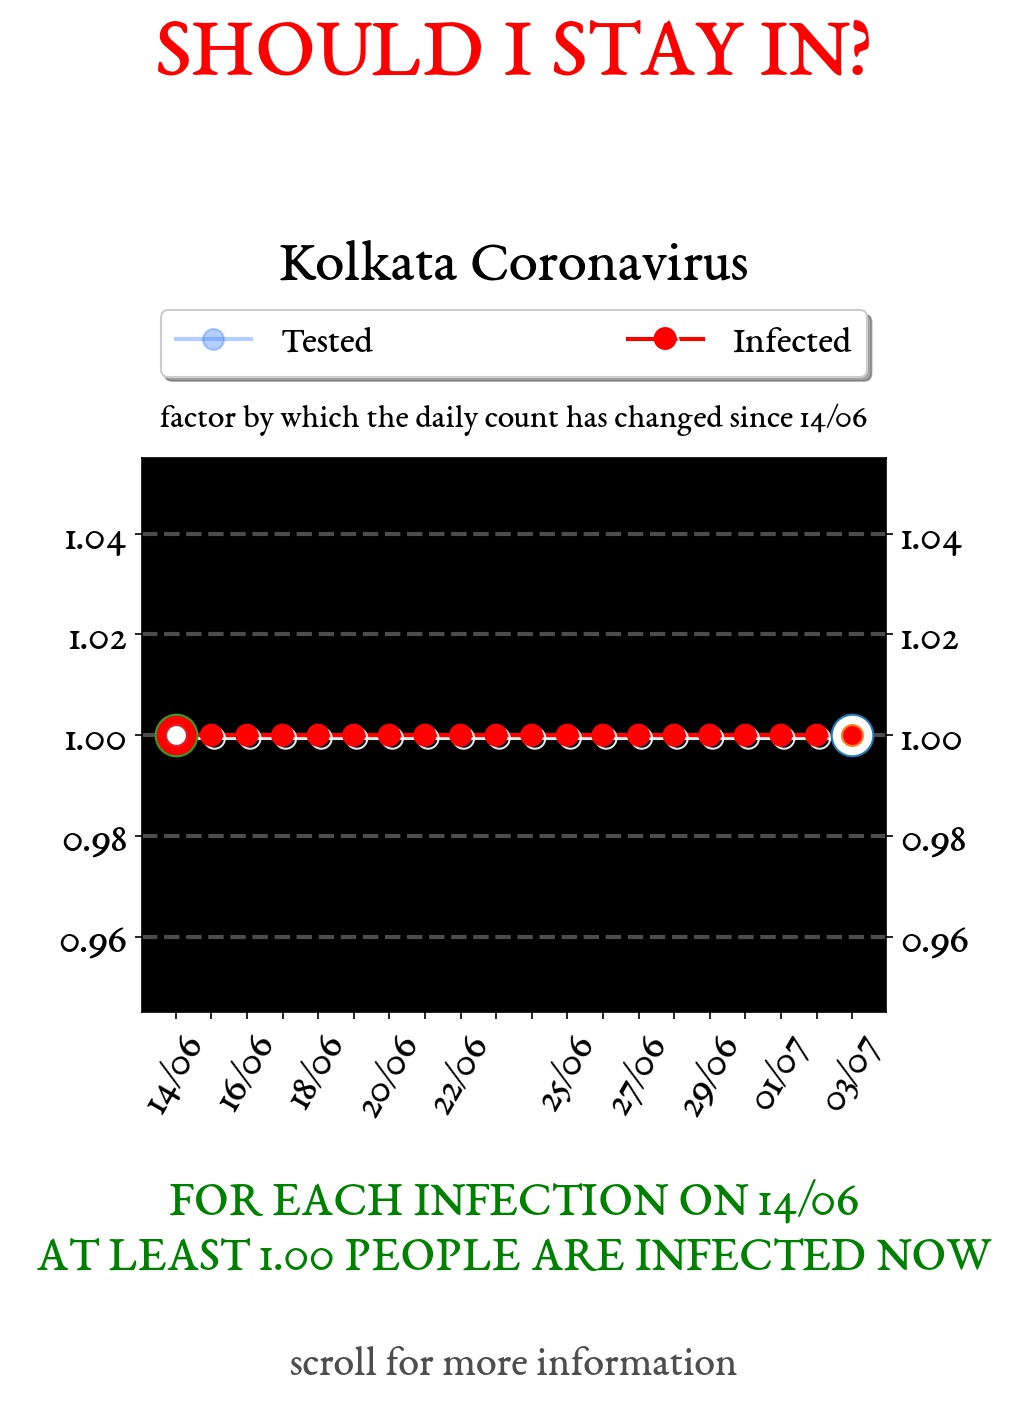 SHOULD I STAY IN?
Kolkata Coronavirus
Tested Infected
factor by which the daily count has changed since 14/06
1.04 1.04
1.02 1.02
1.00 1.00
0.98 0.98
0.96 0.96
14/06 16/06 18/06 20/06 22/06 25/06 27/06 29/06 01/07 03/07
FOR EACH INFECTION ON 14/06
AT LEAST 1.00 PEOPLE ARE INFECTED NOW
scroll for more information